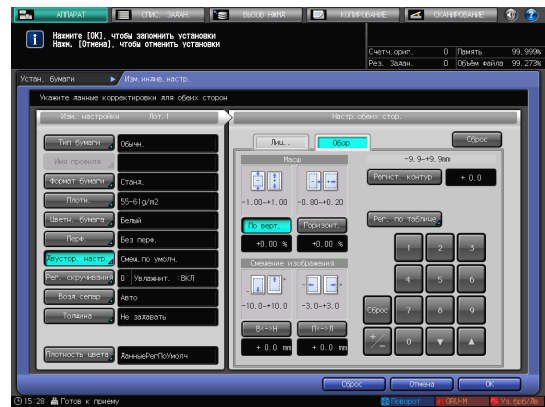 АППАРАТ
СПИС. ЗАДАН.
КОПИРОВАНИЕ
СКАНИРОВАНИЕ
Нажмите [OK], чтобы запомнить установки
Нажм. [Отмена], чтобы отменить установки
Счетч.ориг. 0 Память 99.999%
Рез. Задан. 0 Объём файла 99.273%
Устан. бумаги Изм.инлив.настр.
Укажите данные корректировки для обеих сторон
Изм. настройки Лот.1
Настр.обеих стор.
Лиц..
Обор
Сброс
Тип бумаги Обычн.
Имя профиля
Формат бумаги Станд.
Плотн. 55-61g/m2
Цветн. бумага Белый
Перф Без перф.
Двустор. настр. Смещ.по умолч.
Рег. скручивания 0 Увлажнит. :ВКЛ
Возд.сепар Авто
Толщина Не задавать
Плотность цвета ДанныеРегПоУмолч
Масш
-1.00-+1.00 -0.80-+0.20
По верт. Горизонт.
+0.00 % +0.00 %
Смещение изображения
-10.0-+10.0 -3.0-+3.0
В<->Н П<->Л
+ 0.0 mm + 0.0 mm
-9.9-+9.9mm
Регист. контур + 0.0
Рег. по таблице
1 2 3
4 5 6
Сброс 7 8 9
+/- 0 ▼ ▲
Сброс Отмена OK
15:28 Готов к приему
Поворот ORU-M